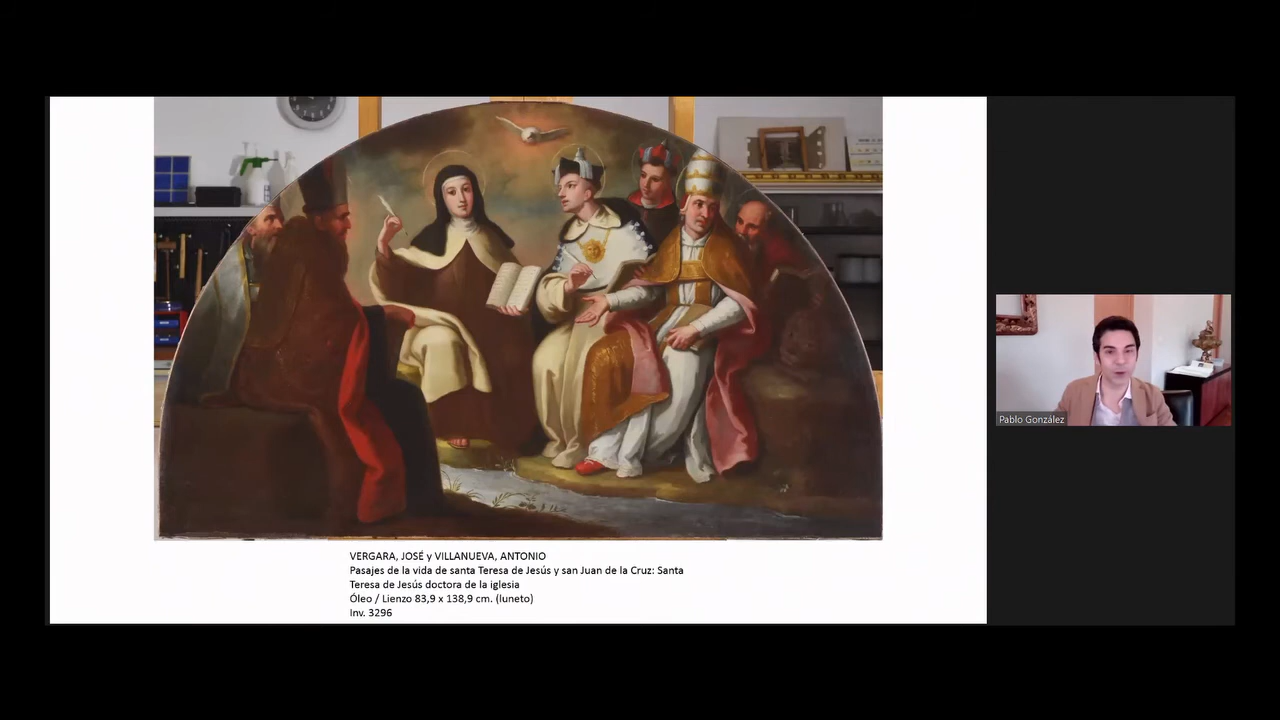 VERGARA, JOSÉ y VILLANUEVA, ANTONIO
Pasajes de la vida de santa Teresa de Jesús y san Juan de la Cruz: Santa
Teresa de Jesús doctora de la iglesia
Óleo / Lienzo 83,9 x 138,9 cm. (luneto)
Inv. 3296
Pablo González